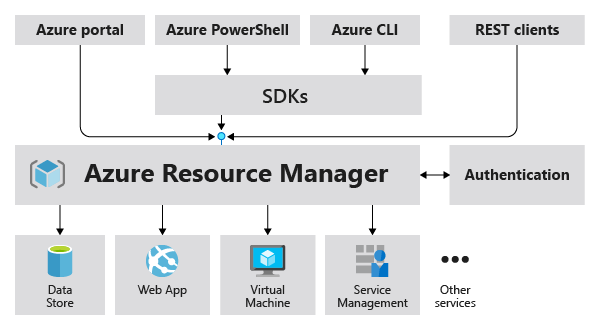 Azure portal
Azure PowerShell
Azure CLI
REST clients
SDKs
Azure Resource Manager
Authentication
Data
Store
Web App
Virtual
Machine
Service
Management
Other
services